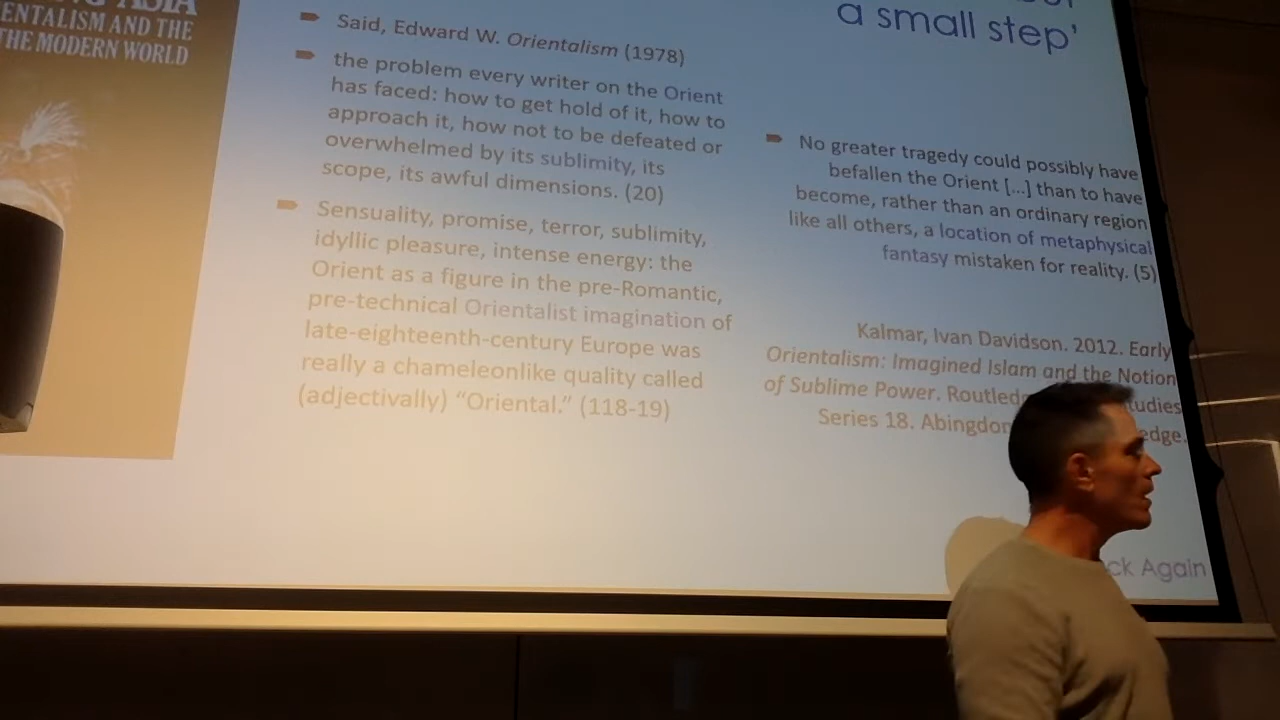 ENTALISM AND THE
THE MODERN WORLD
a small step'
Said, Edward W. Orientalism (1978)
the problem every writer on the Orient
has faced: how to get hold of it, how to
approach it, how not to be defeated or
overwhelmed by its sublimity, its
scope, its awful dimensions. (20)
Sensuality, promise, terror, sublimity,
idyllic pleasure, intense energy: the
Orient as a figure in the pre-Romantic,
pre-technical Orientalist imagination of
late-eighteenth-century Europe was
really a chameleonlike quality called
(adjectivally) “Oriental.” (118-19)
No greater tragedy could possibly have
befallen the Orient [...] than to have
become, rather than an ordinary region
like all others, a location of metaphysical
fantasy mistaken for reality. (5)
Kalmar, Ivan Davidson. 2012. Early
Orientalism: Imagined Islam and the Notion
of Sublime Power. Routled tudies
Series 18. Abingdon edge.
ck Again